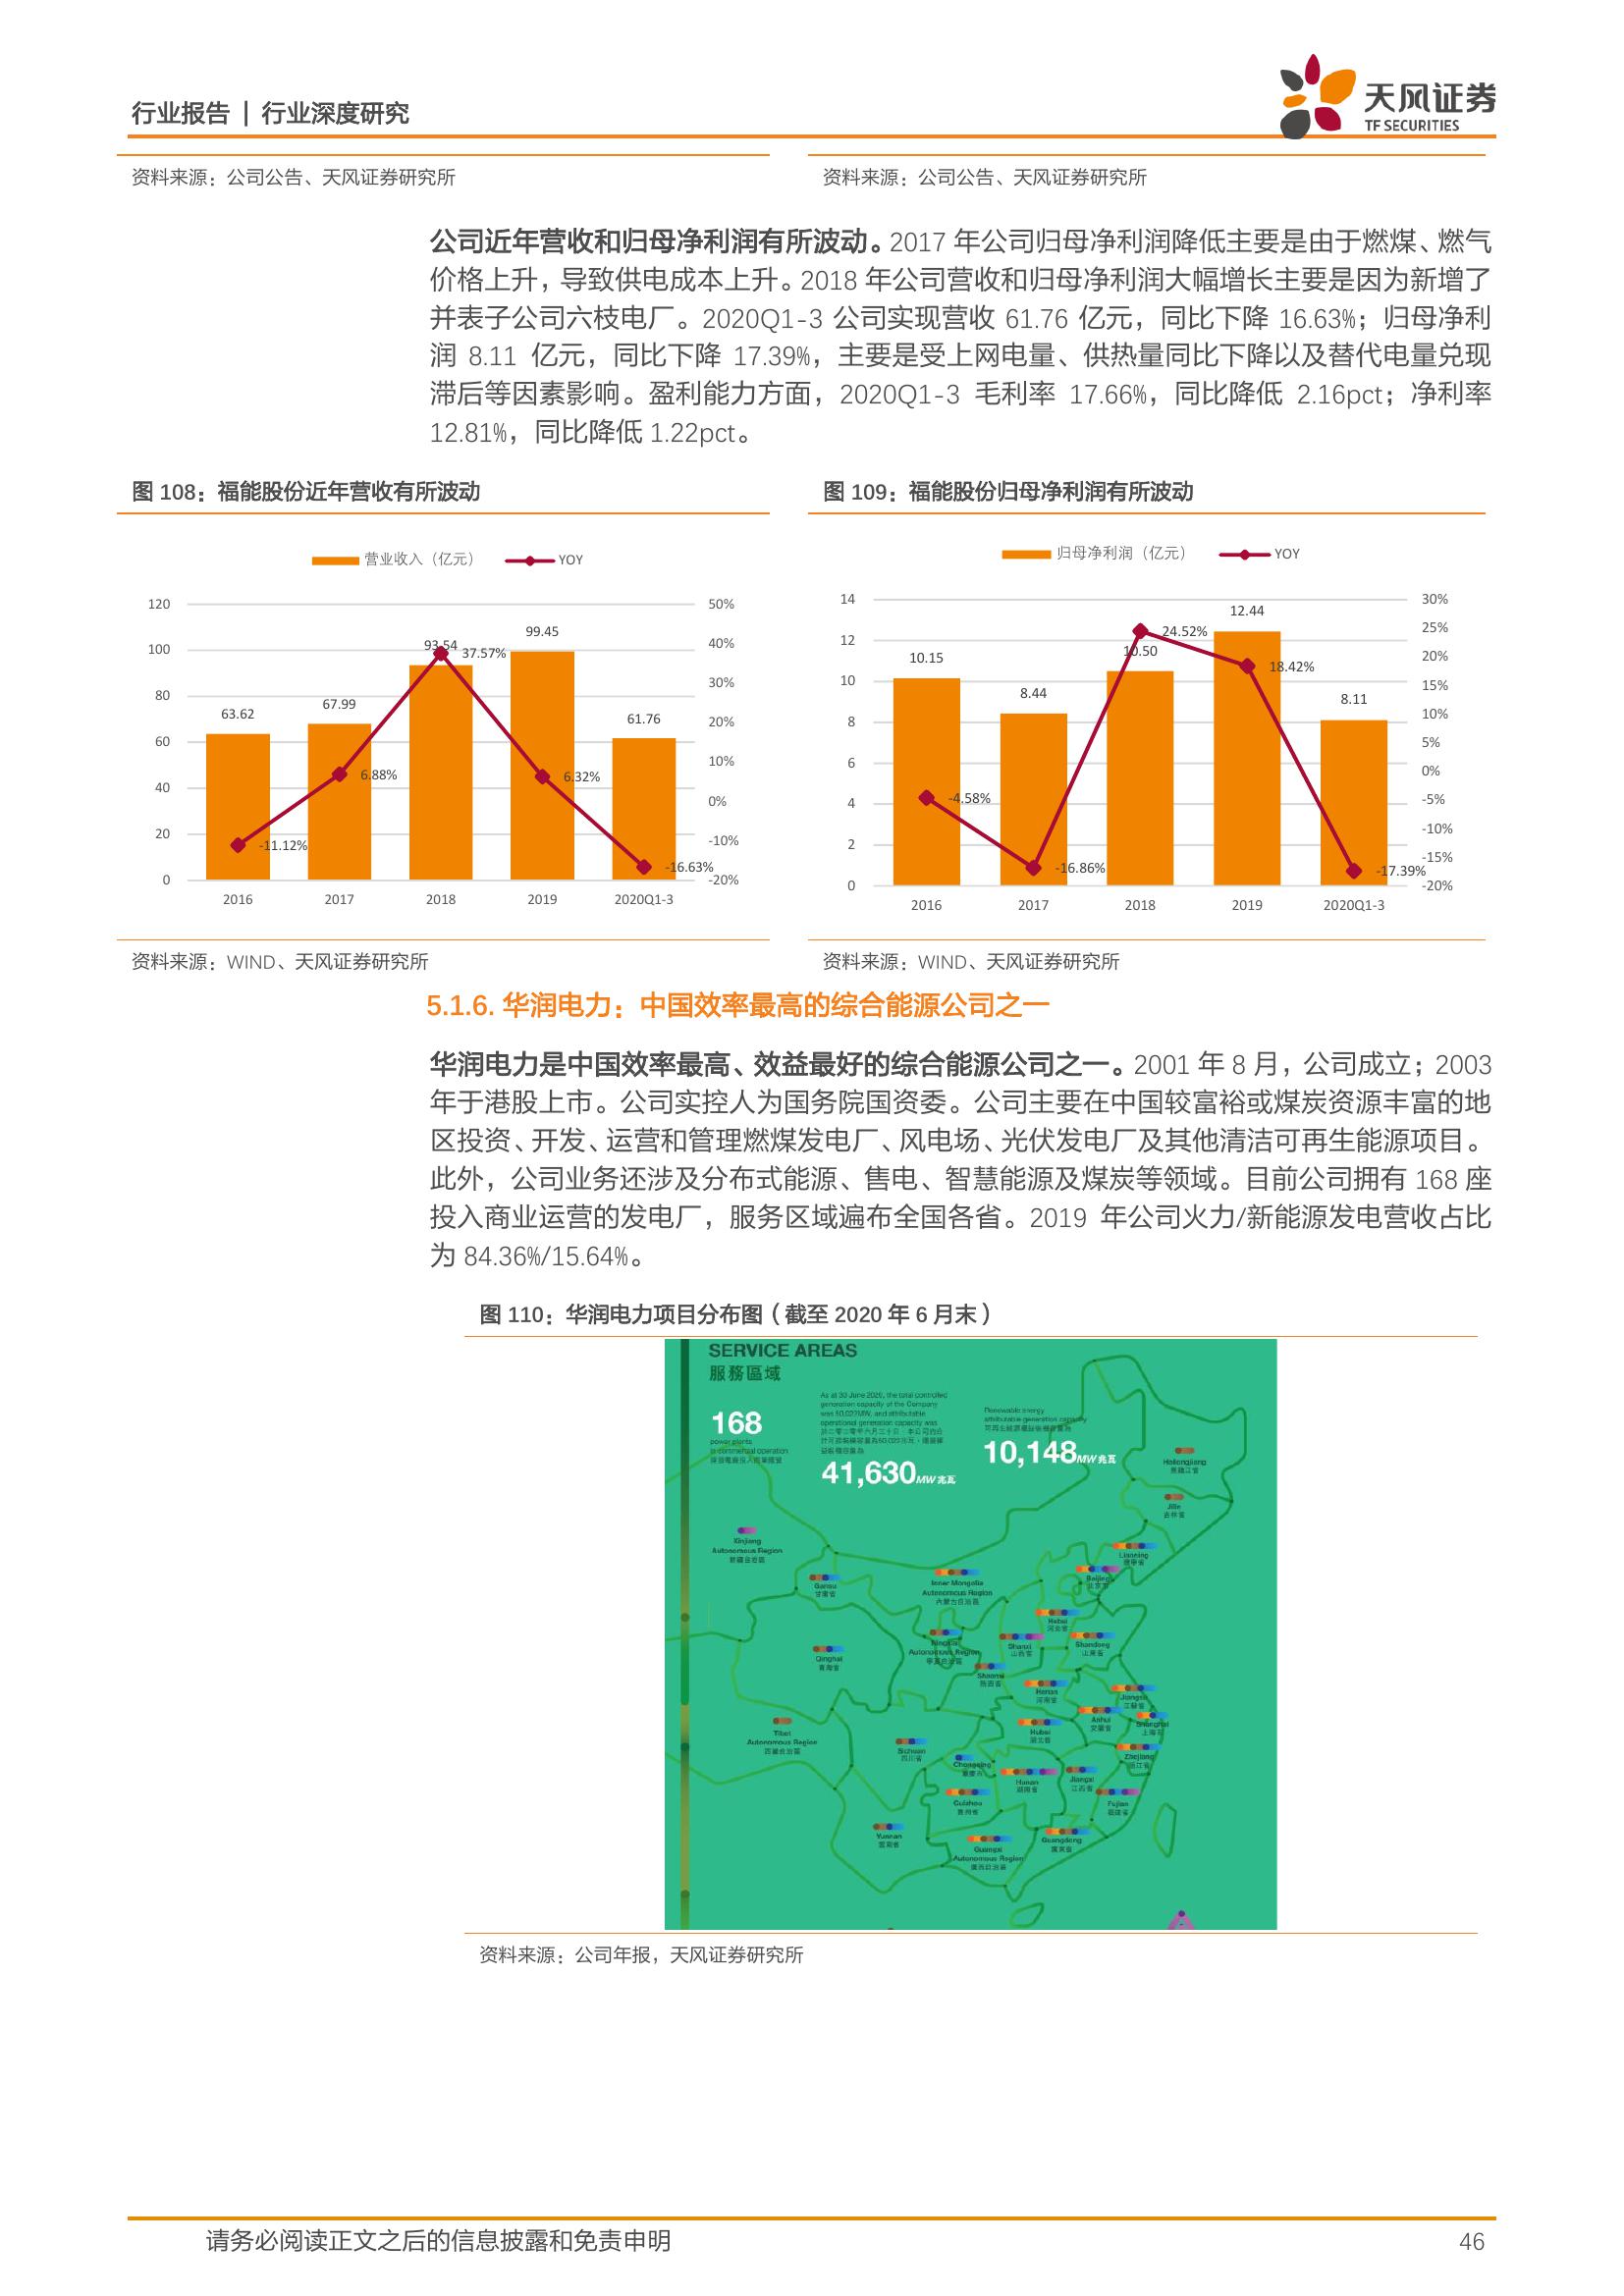 行业报告 | 行业深度研究
天风证券
TF SECURITIES
资料来源：公司公告、天风证券研究所
资料来源：公司公告、天风证券研究所
公司近年营收和归母净利润有所波动。2017 年公司归母净利润降低主要是由于燃煤、燃气
价格上升，导致供电成本上升。2018 年公司营收和归母净利润大幅增长主要是因为新增了
并表子公司六枝电厂。2020Q1-3 公司实现营收 61.76 亿元，同比下降 16.63%；归母净利
润 8.11 亿元，同比下降 17.39%，主要是受上网电量、供热量同比下降以及替代电量兑现
滞后等因素影响。盈利能力方面，2020Q1-3 毛利率 17.66%，同比降低 2.16pct；净利率
12.81%，同比降低 1.22pct。
图 108：福能股份近年营收有所波动
营业收入（亿元） YOY
120 50%
100 40%
80 30%
60 20%
40 10%
20 0%
0 -10%
-20%
63.62 67.99 93.54 99.45 61.76
-11.12% 6.88% 37.57% 6.32% -16.63%
2016 2017 2018 2019 2020Q1-3
资料来源：WIND、天风证券研究所
图 109：福能股份归母净利润有所波动
归母净利润（亿元） YOY
14 30%
12 25%
10 20%
8 15%
6 10%
4 5%
2 0%
0 -5%
-10%
-15%
-20%
10.15 8.44 10.50 12.44 8.11
-4.58% -16.86% 24.52% 18.42% -17.39%
2016 2017 2018 2019 2020Q1-3
资料来源：WIND、天风证券研究所
5.1.6. 华润电力：中国效率最高的综合能源公司之一
华润电力是中国效率最高、效益最好的综合能源公司之一。2001 年 8 月，公司成立；2003
年于港股上市。公司实控人为国务院国资委。公司主要在中国较富裕或煤炭资源丰富的地
区投资、开发、运营和管理燃煤发电厂、风电场、光伏发电厂及其他清洁可再生能源项目。
此外，公司业务还涉及分布式能源、售电、智慧能源及煤炭等领域。目前公司拥有 168 座
投入商业运营的发电厂，服务区域遍布全国各省。2019 年公司火力/新能源发电营收占比
为 84.36%/15.64%。
图 110：华润电力项目分布图（截至 2020 年 6 月末）
SERVICE AREAS
服務區域
168
power plants
in commercial operation
As at 30 June 2020, the total controlled
generation capacity of the Company
was 50,022MW, and attributable
operational generation capacity was
41,630MW 兆瓦
Renewable energy
attributable generation capacity
10,148MW 兆瓦
Heilongjiang
黑龍江省
Jilin
吉林省
Liaoning
遼寧省
Beijing
北京市
Xinjiang
Autonomous Region
新疆自治區
Gansu
甘肅省
Inner Mongolia
Autonomous Region
內蒙古自治區
Hebei
河北省
Ningxia
Autonomous Region
寧夏自治區
Shanxi
山西省
Shandong
山東省
Qinghai
青海省
Shaanxi
陝西省
Henan
河南省
Jiangsu
江蘇省
Anhui
安徽省
Shanghai
上海市
Hubei
湖北省
Tibet
Autonomous Region
西藏自治區
Sichuan
四川省
Chongqing
重慶市
Zhejiang
浙江省
Hunan
湖南省
Jiangxi
江西省
Guizhou
貴州省
Fujian
福建省
Yunnan
雲南省
Guangxi
Autonomous Region
廣西自治區
Guangdong
廣東省
资料来源：公司年报，天风证券研究所
请务必阅读正文之后的信息披露和免责申明
46